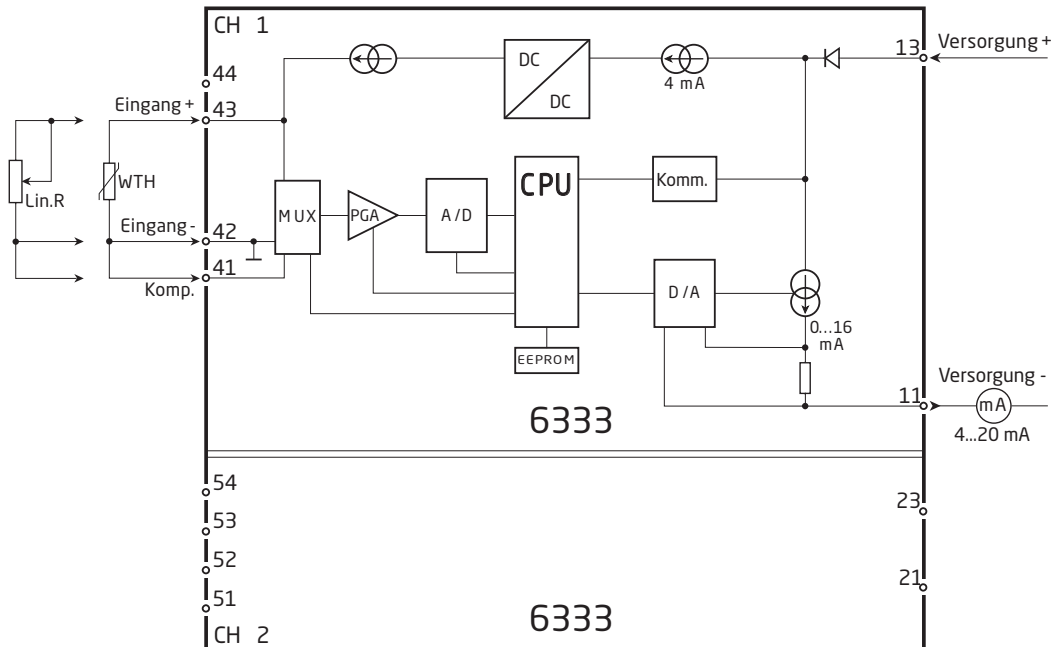 CH 1
44
Eingang +
43
Lin.R
WTH
Eingang -
42
41
Komp.
DC
DC
4 mA
13
Versorgung +
MUX
PGA
A/D
CPU
Komm.
D/A
EEPROM
0...16
mA
Versorgung -
11
mA
4...20 mA
6333
54
53
52
51
CH 2
23
21
6333